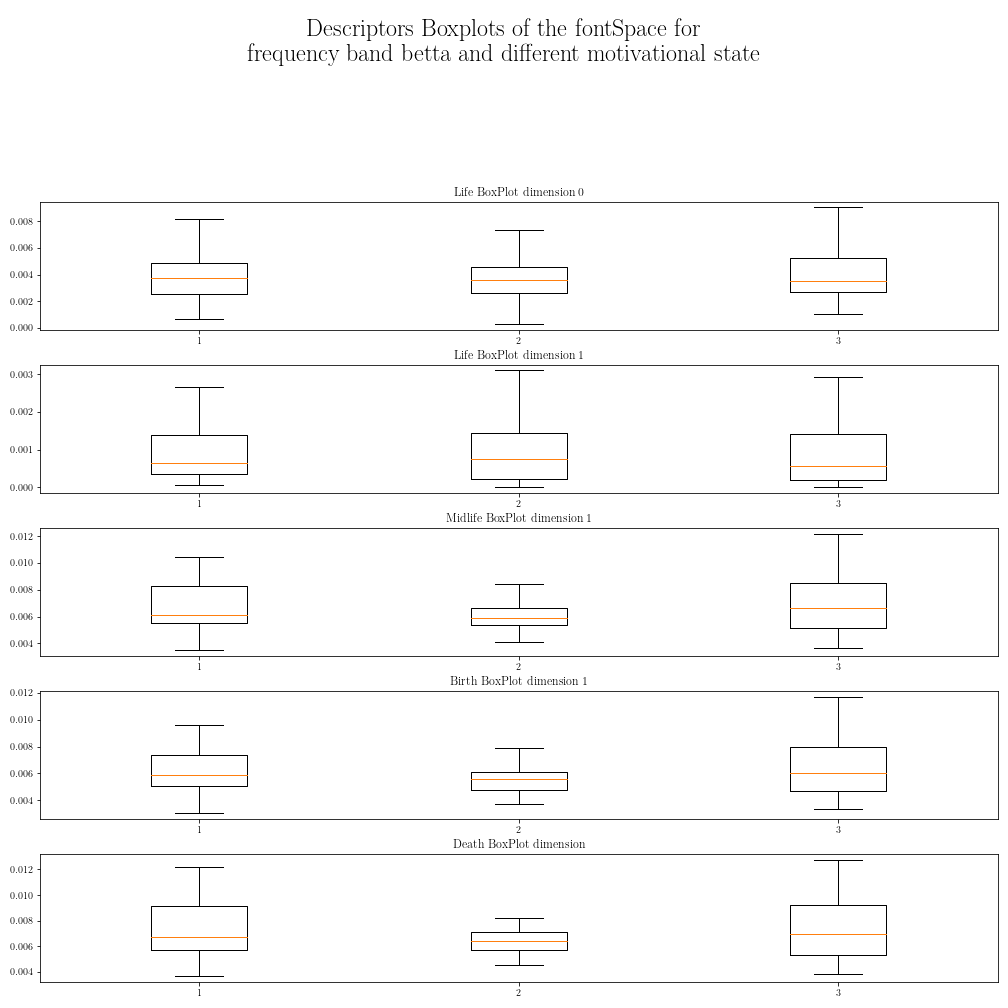 Descriptors Boxplots of the fontSpace for
frequency band betta and different motivational state
Life BoxPlot dimension 0
0.008
0.006
0.004
0.002
0.000
1 2 3
Life BoxPlot dimension 1
0.003
0.002
0.001
0.000
1 2 3
Midlife BoxPlot dimension 1
0.012
0.010
0.008
0.006
0.004
1 2 3
Birth BoxPlot dimension 1
0.012
0.010
0.008
0.006
0.004
1 2 3
Death BoxPlot dimension
0.012
0.010
0.008
0.006
0.004
1 2 3